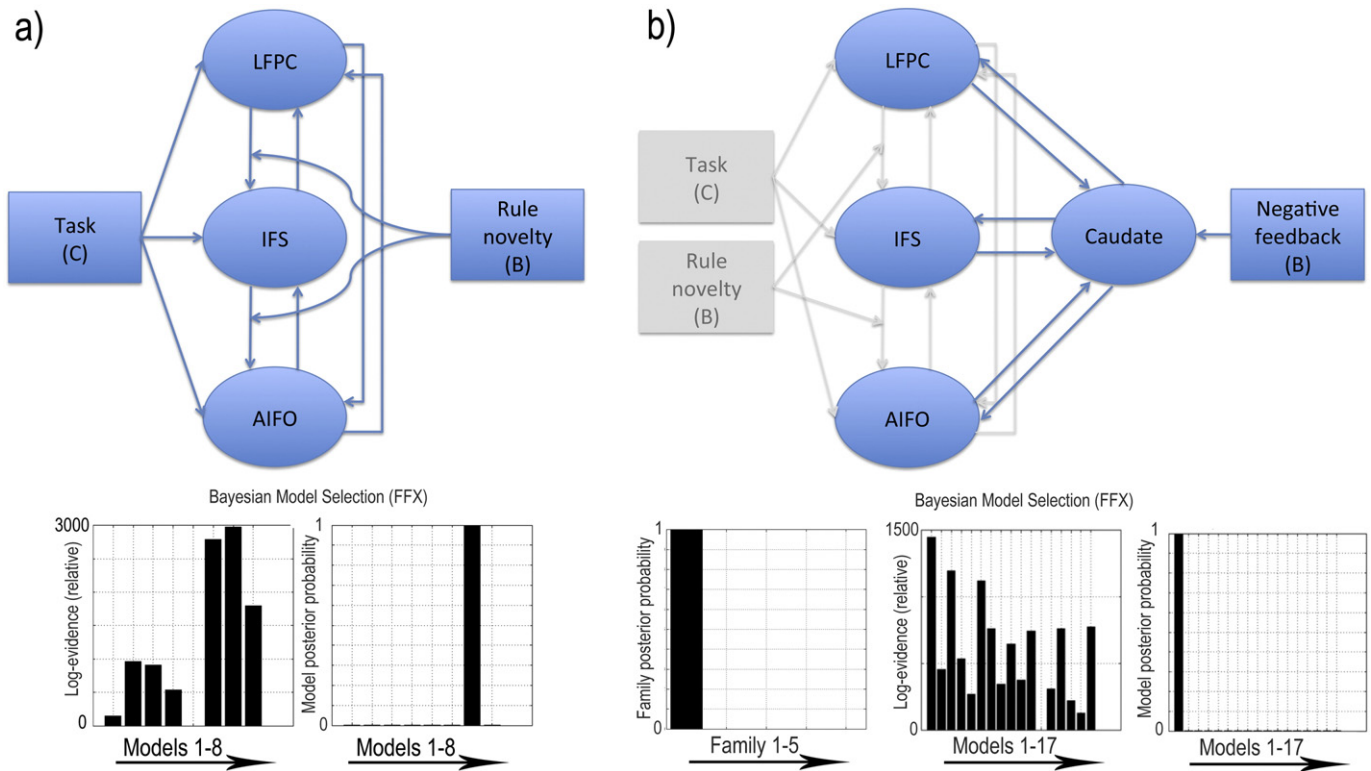 a)
LFPC
Task
(C)
IFS
Rule
novelty
(B)
AIFO
Bayesian Model Selection (FFX)
3000
0
Log-evidence (relative)
Models 1-8
1
0
Model posterior probability
Models 1-8
b)
LFPC
Task
(C)
Rule
novelty
(B)
IFS
Caudate
Negative
feedback
(B)
AIFO
Bayesian Model Selection (FFX)
1
0
Family posterior probability
Family 1-5
1500
0
Log-evidence (relative)
Models 1-17
1
0
Model posterior probability
Models 1-17